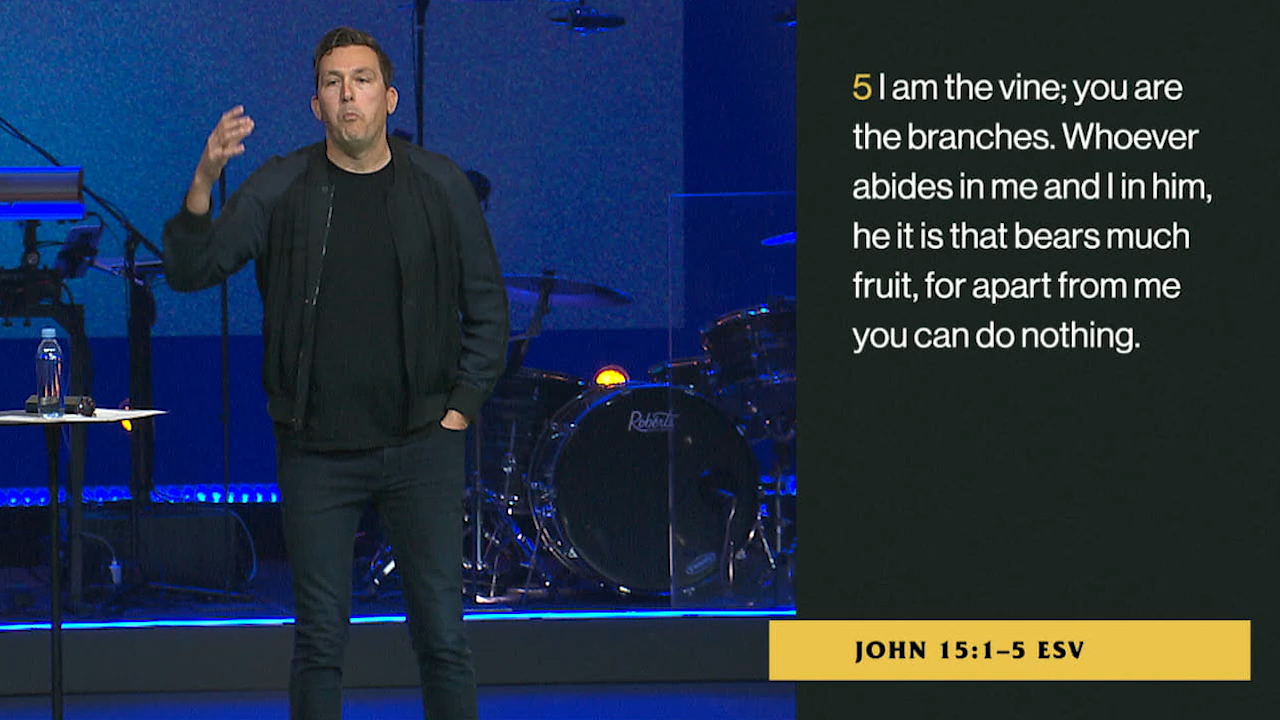 5 I am the vine; you are
the branches. Whoever
abides in me and I in him,
he it is that bears much
fruit, for apart from me
you can do nothing.
Roberts
JOHN 15:1–5 ESV